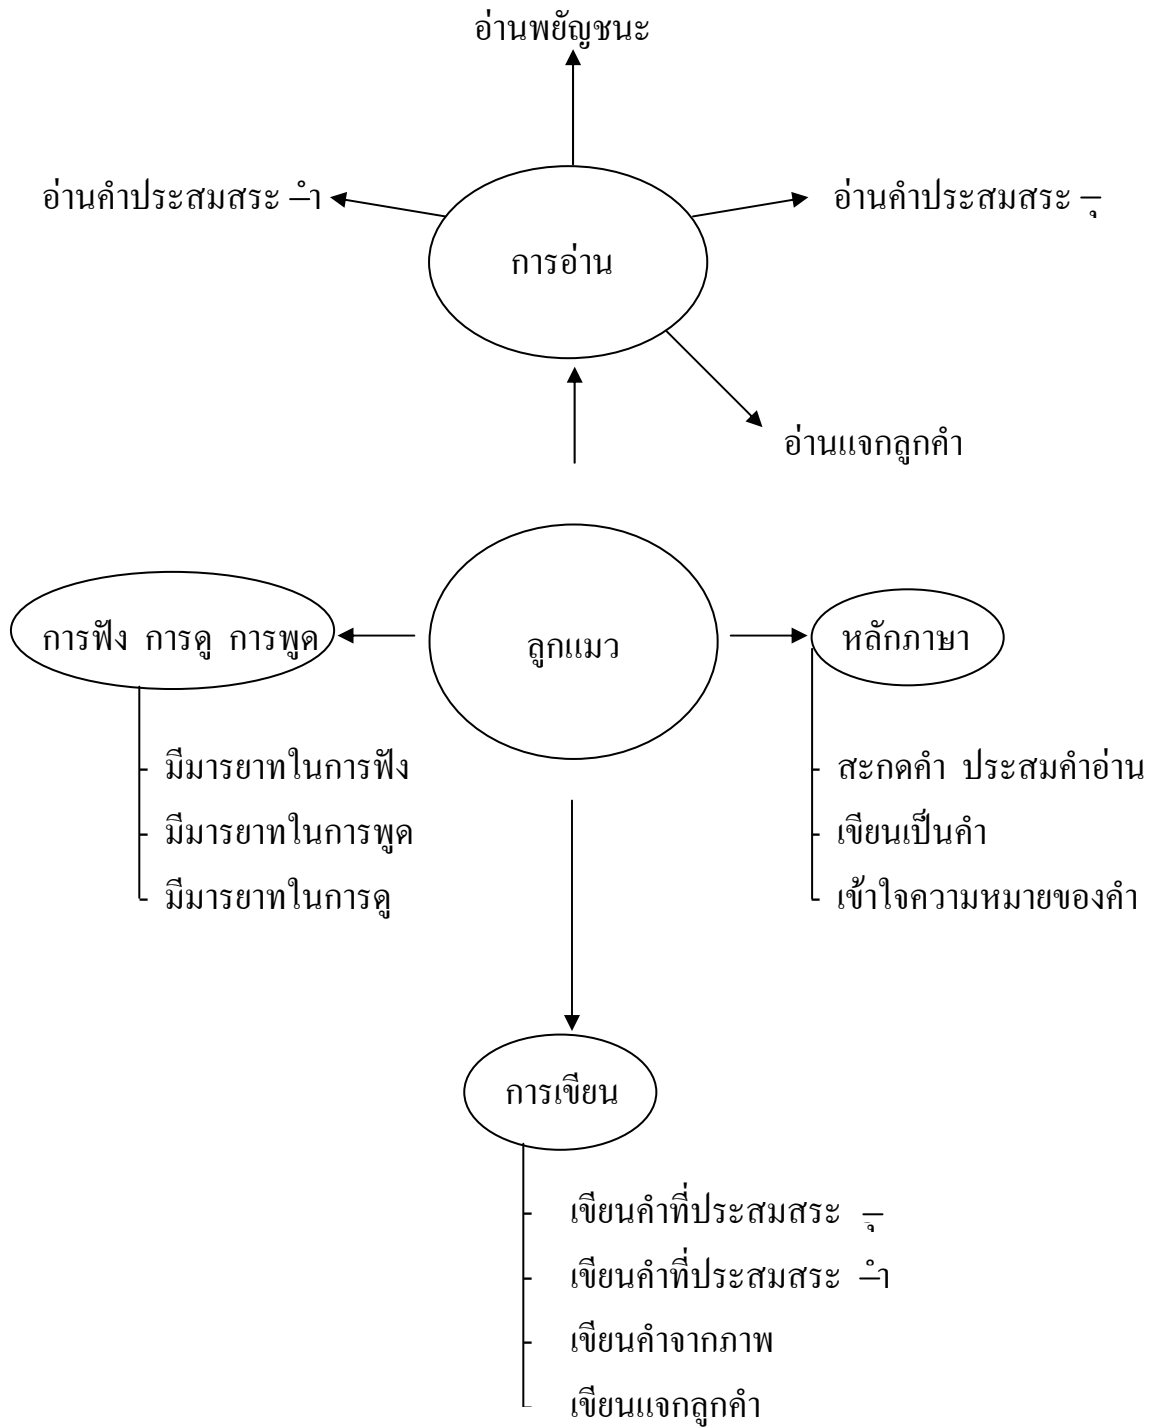 อ่านพยัญชนะ
อ่านคำประสมสระ –ำ
อ่านคำประสมสระ –ุ
การอ่าน
อ่านแจกลูกคำ
การฟัง การดู การพูด
ลูกแมว
หลักภาษา
- มีมารยาทในการฟัง
- มีมารยาทในการพูด
- มีมารยาทในการดู
- สะกดคำ ประสมคำอ่าน
- เขียนเป็นคำ
- เข้าใจความหมายของคำ
การเขียน
- เขียนคำที่ประสมสระ –ุ
- เขียนคำที่ประสมสระ –ำ
- เขียนคำจากภาพ
- เขียนแจกลูกคำ